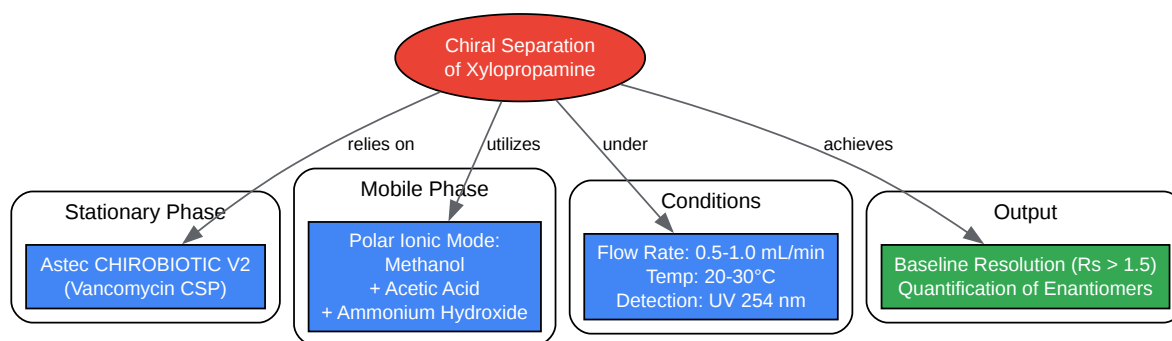 Chiral Separation
of Xylopropamine
relies on
utilizes
under
achieves
Stationary Phase
Astec CHIROBIOTIC V2
(Vancomycin CSP)
Mobile Phase
Polar Ionic Mode:
Methanol
+ Acetic Acid
+ Ammonium Hydroxide
Conditions
Flow Rate: 0.5-1.0 mL/min
Temp: 20-30°C
Detection: UV 254 nm
Output
Baseline Resolution (Rs > 1.5)
Quantification of Enantiomers